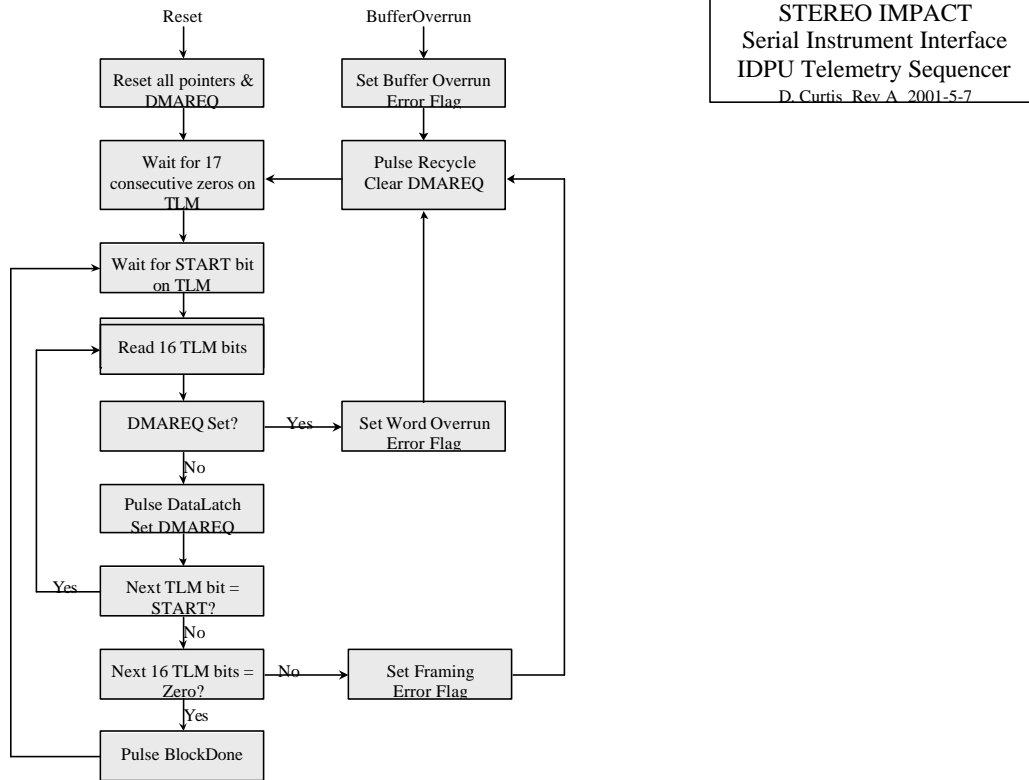 Reset
BufferOverrun
STEREO IMPACT
Serial Instrument Interface
IDPU Telemetry Sequencer
D. Curtis Rev A 2001-5-7
Reset all pointers &
DMAREQ
Set Buffer Overrun
Error Flag
Wait for 17
consecutive zeros on
TLM
Pulse Recycle
Clear DMAREQ
Wait for START bit
on TLM
Read 16 TLM bits
DMAREQ Set?
Yes
Set Word Overrun
Error Flag
No
Pulse DataLatch
Set DMAREQ
Yes
Next TLM bit =
START?
No
Next 16 TLM bits =
Zero?
No
Set Framing
Error Flag
Yes
Pulse BlockDone